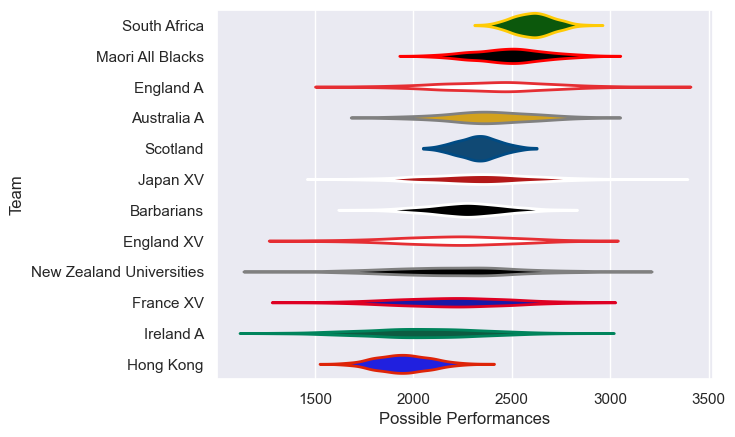 South Africa
Maori All Blacks
England A
Australia A
Scotland
Japan XV
Barbarians
England XV
New Zealand Universities
France XV
Ireland A
Hong Kong
Team
1500 2000 2500 3000 3500
Possible Performances